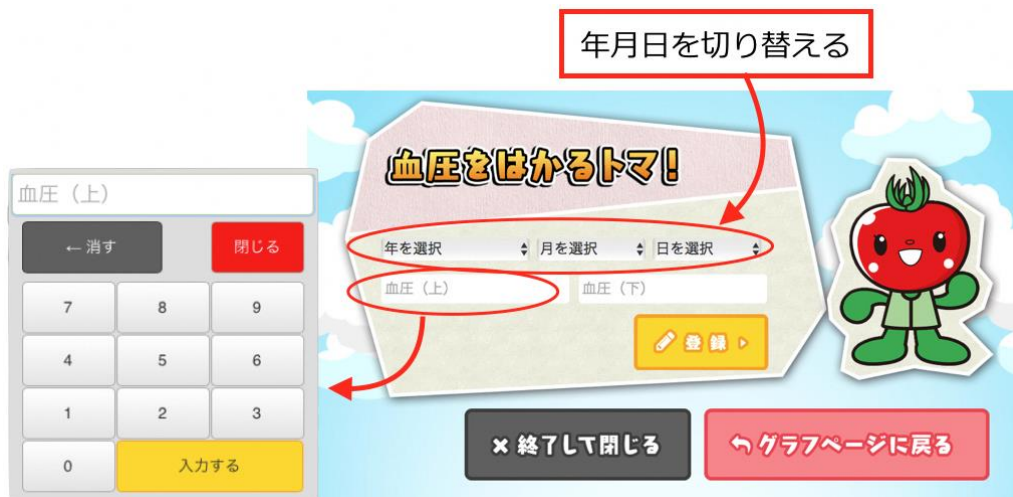 年月日を切り替える
血圧をはかるトマ！
年を選択 月を選択 日を選択
血圧（上） 血圧（下）
登録
×終了して閉じる
グラフページに戻る
血圧（上）
←消す 閉じる
7 8 9
4 5 6
1 2 3
0 入力する